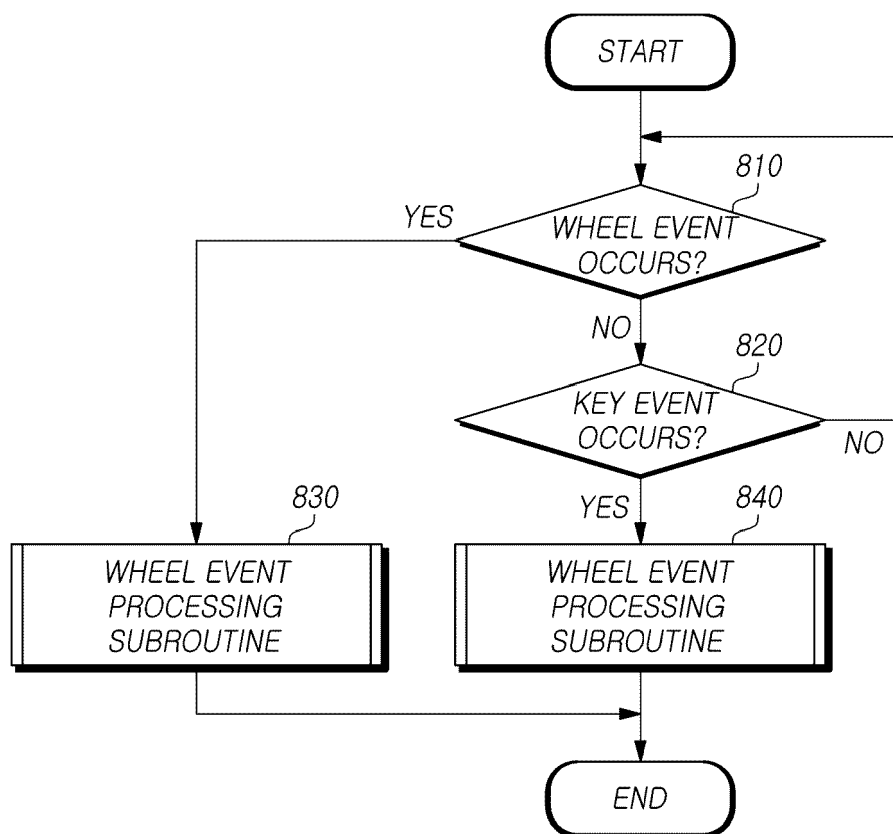 START
810
YES
WHEEL EVENT
OCCURS?
NO
820
KEY EVENT
OCCURS?
NO
YES
830
840
WHEEL EVENT
PROCESSING
SUBROUTINE
WHEEL EVENT
PROCESSING
SUBROUTINE
END